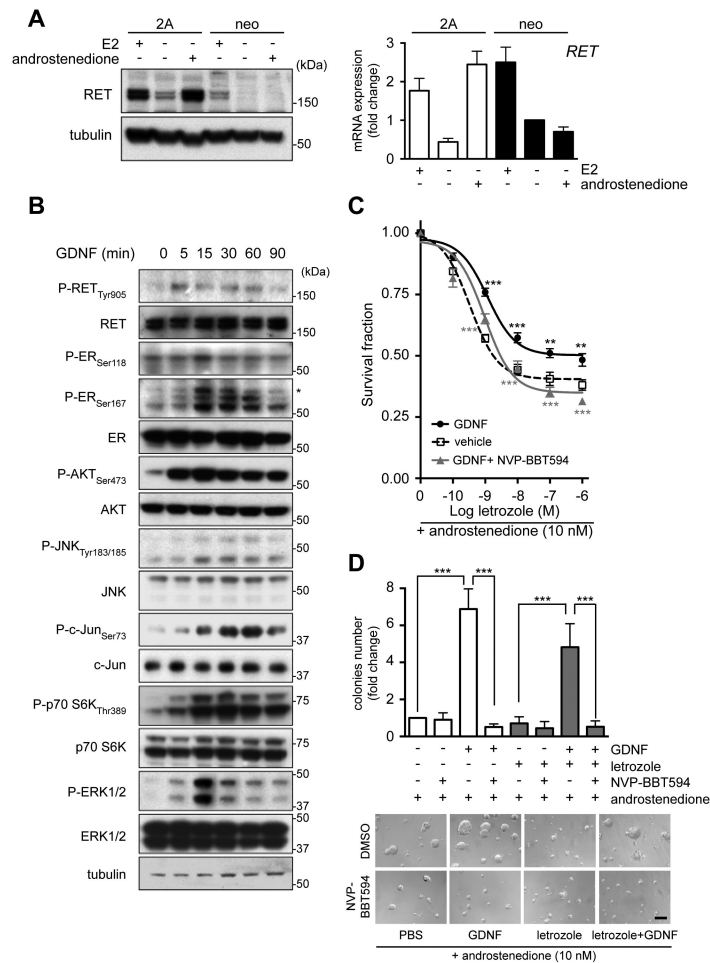 A
2A neo
E2 + - - + - -
androstenedione - - + - - +
(kDa)
RET
-150
tubulin
-50
2A neo
RET
mRNA expression
(fold change)
4
3
2
1
0
+ - - + - - E2
- - + - - + androstenedione
B
GDNF (min) 0 5 15 30 60 90
(kDa)
P-RETTyr905
-150
RET
-150
P-ERSer118
-50
P-ERSer167
*
-50
ER
-50
P-AKTSer473
-50
AKT
-50
P-JNKTyr183/185
-50
JNK
-50
P-c-JunSer73
-37
c-Jun
-37
P-p70 S6KThr389
-75
p70 S6K
-75
P-ERK1/2
-50
-37
ERK1/2
-50
-37
tubulin
-50
C
Survival fraction
1.00
0.75
0.50
0.25
0.00
*** *** ** **
*** *** *** ***
GDNF
vehicle
GDNF+ NVP-BBT594
0 -10 -9 -8 -7 -6
Log letrozole (M)
+ androstenedione (10 nM)
D
colonies number
(fold change)
8
6
4
2
0
*** *** *** ***
- - + + - - + + GDNF
- - - - + + + + letrozole
- + - + - + - + NVP-BBT594
+ + + + + + + + androstenedione
DMSO
NVP-
BBT594
PBS GDNF letrozole letrozole+GDNF
+ androstenedione (10 nM)